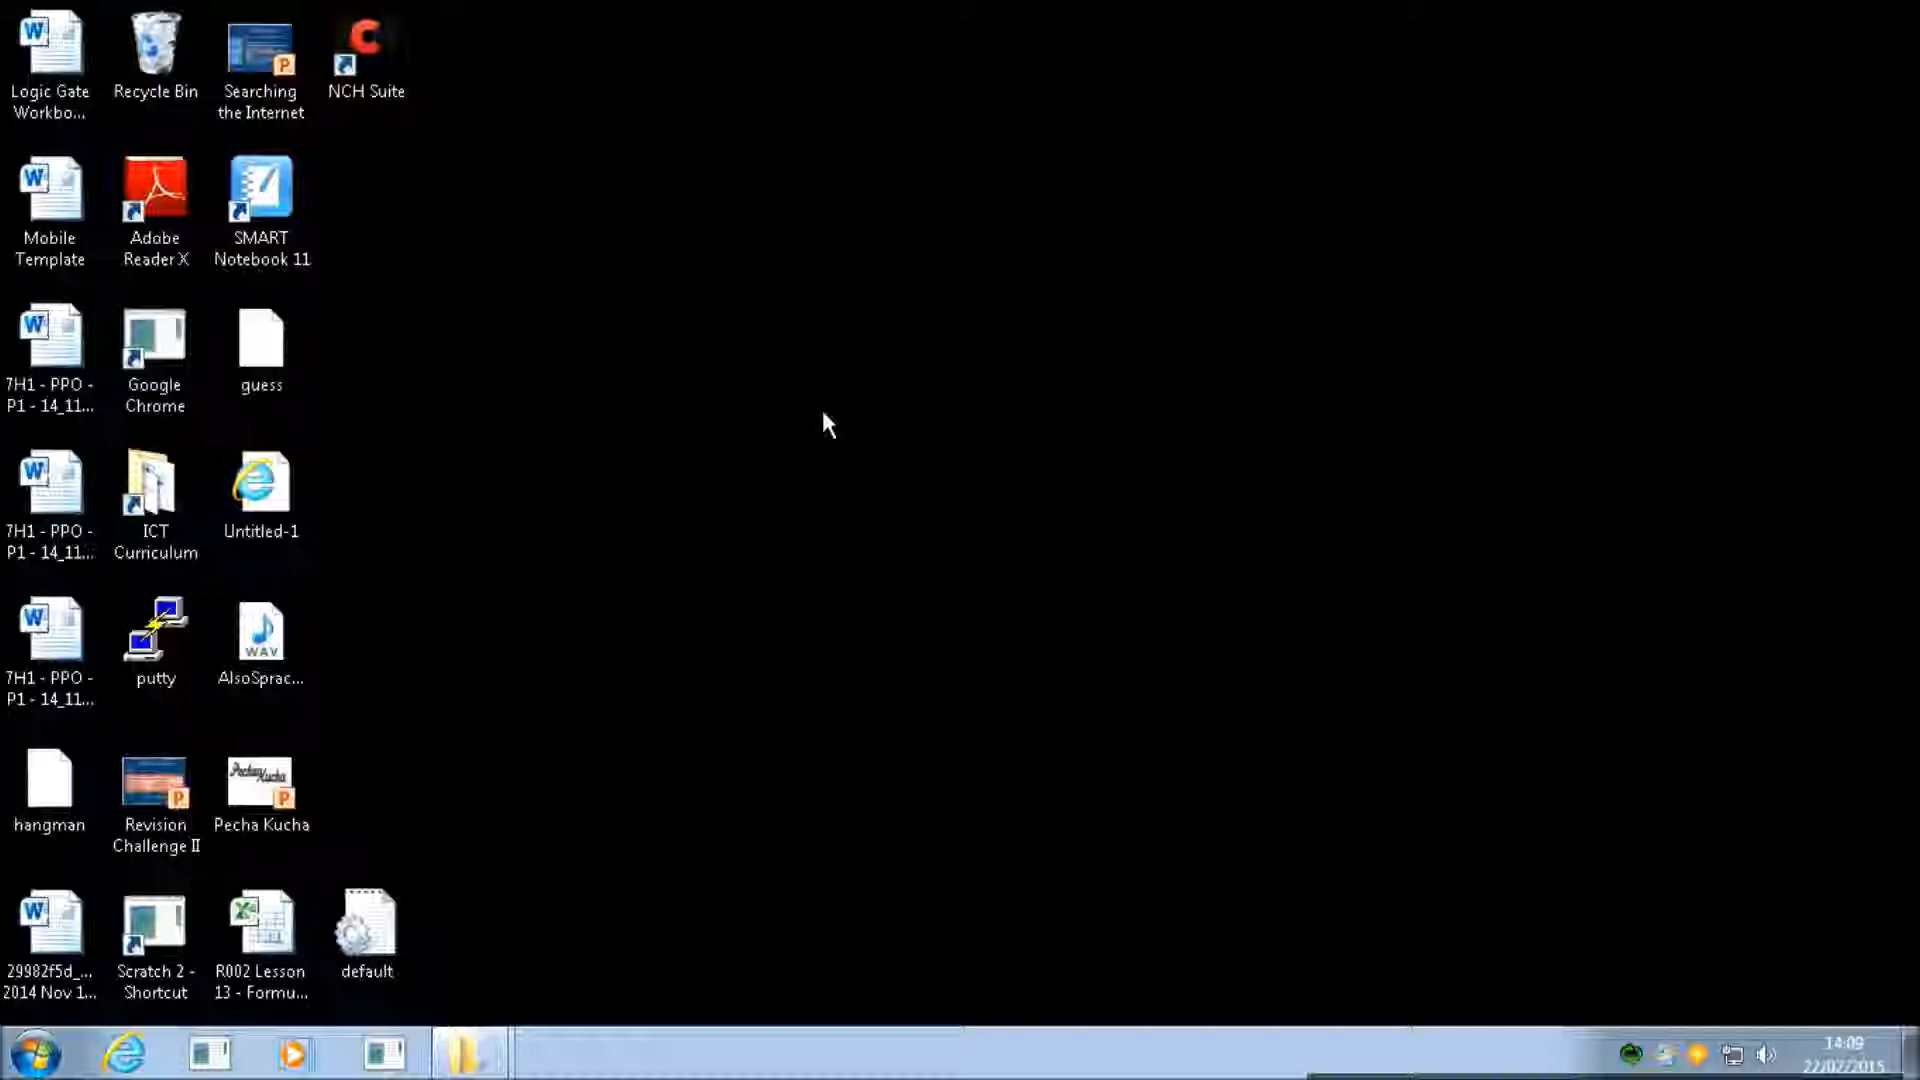 Logic Gate
Workbo...
Recycle Bin
Searching
the Internet
NCH Suite
Mobile
Template
Adobe
Reader X
SMART
Notebook 11
7H1 - PPO -
P1 - 14_11...
Google
Chrome
guess
7H1 - PPO -
P1 - 14_11...
ICT
Curriculum
Untitled-1
7H1 - PPO -
P1 - 14_11...
putty
WAV
AlsoSprac...
hangman
Revision
Challenge II
Pecha Kucha
Pecha Kucha
29982f5d_...
2014 Nov 1...
Scratch 2 -
Shortcut
R002 Lesson
13 - Formu...
default
14:09
22/02/2015